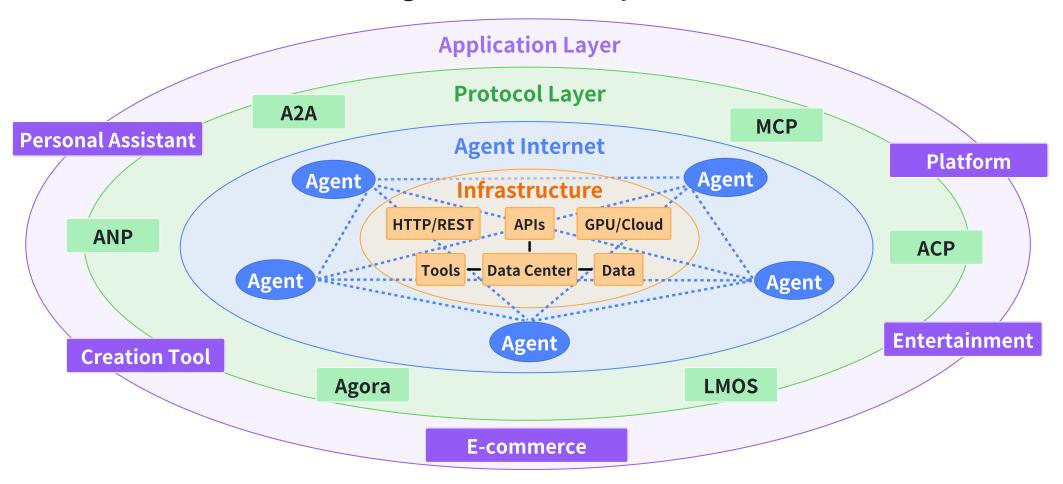 Application Layer
Protocol Layer
A2A
MCP
Personal Assistant
Platform
Agent Internet
Agent
Agent
Infrastructure
HTTP/REST
APIs
GPU/Cloud
ANP
ACP
Tools
Data Center
Data
Agent
Agent
Agent
Entertainment
Creation Tool
Agora
LMOS
E-commerce